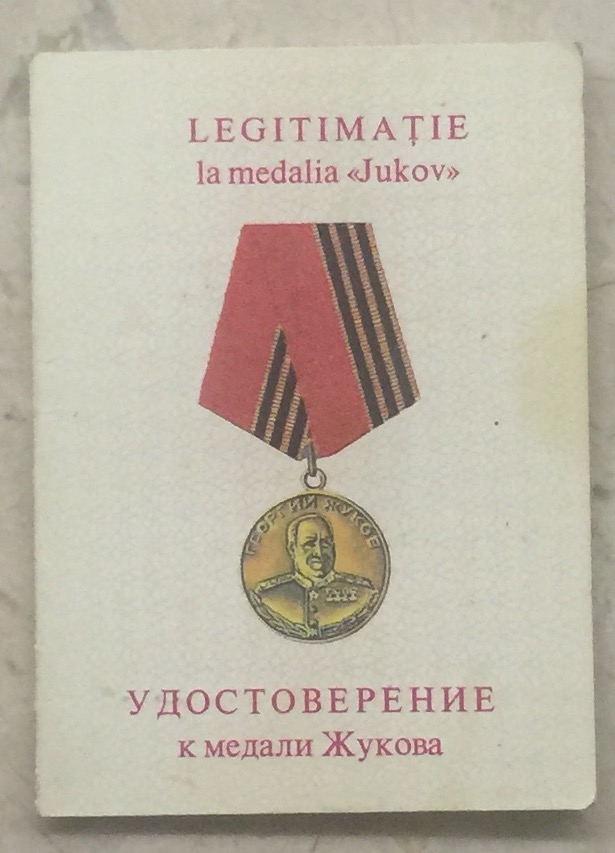 LEGITIMAȚIE
la medalia «Jukov»
ГЕОРГИЙ ЖУКОВ
УДОСТОВЕРЕНИЕ
к медали Жукова